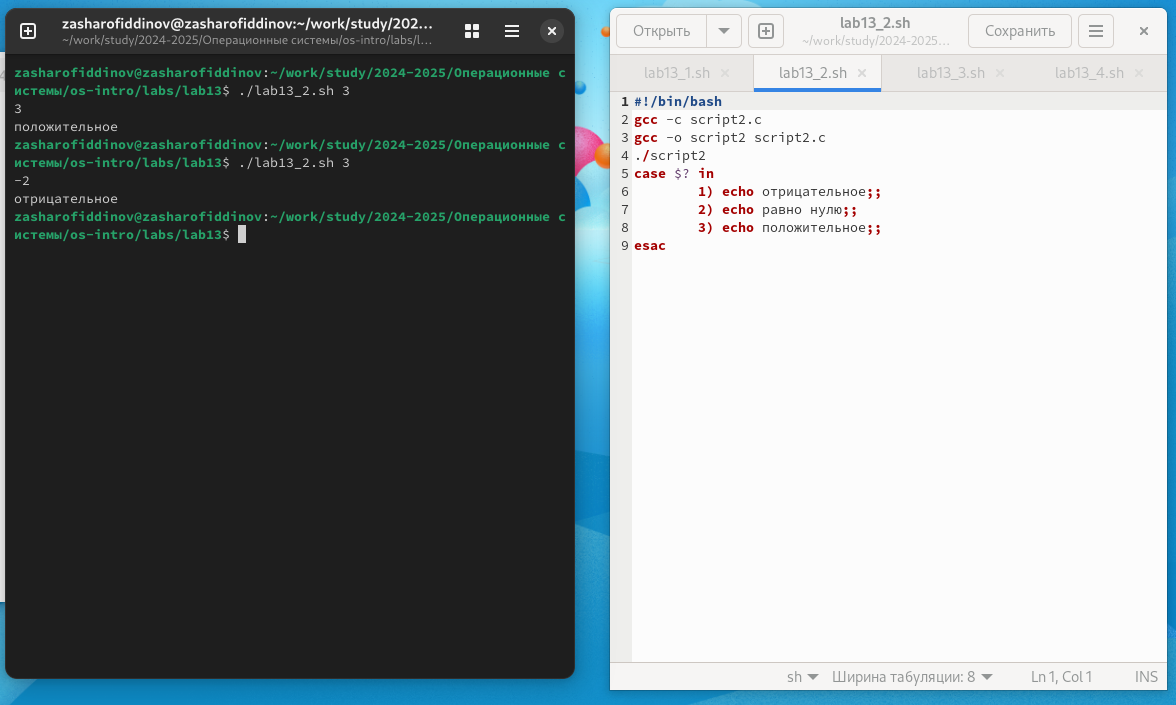 zasharofiddinov@zasharofiddinov:~/work/study/202...
~/work/study/2024-2025/Операционные системы/os-intro/labs/l...
zasharofiddinov@zasharofiddinov:~/work/study/2024-2025/Операционные с
истемы/os-intro/labs/lab13$ ./lab13_2.sh 3
3
положительное
zasharofiddinov@zasharofiddinov:~/work/study/2024-2025/Операционные с
истемы/os-intro/labs/lab13$ ./lab13_2.sh 3
-2
отрицательное
zasharofiddinov@zasharofiddinov:~/work/study/2024-2025/Операционные с
истемы/os-intro/labs/lab13$
Открыть
lab13_2.sh
~/work/study/2024-2025...
Сохранить
lab13_1.sh
lab13_2.sh
lab13_3.sh
lab13_4.sh
1 #!/bin/bash
2 gcc -c script2.c
3 gcc -o script2 script2.c
4 ./script2
5 case $? in
6         1) echo отрицательное;;
7         2) echo равно нулю;;
8         3) echo положительное;;
9 esac
sh
Ширина табуляции: 8
Ln 1, Col 1
INS